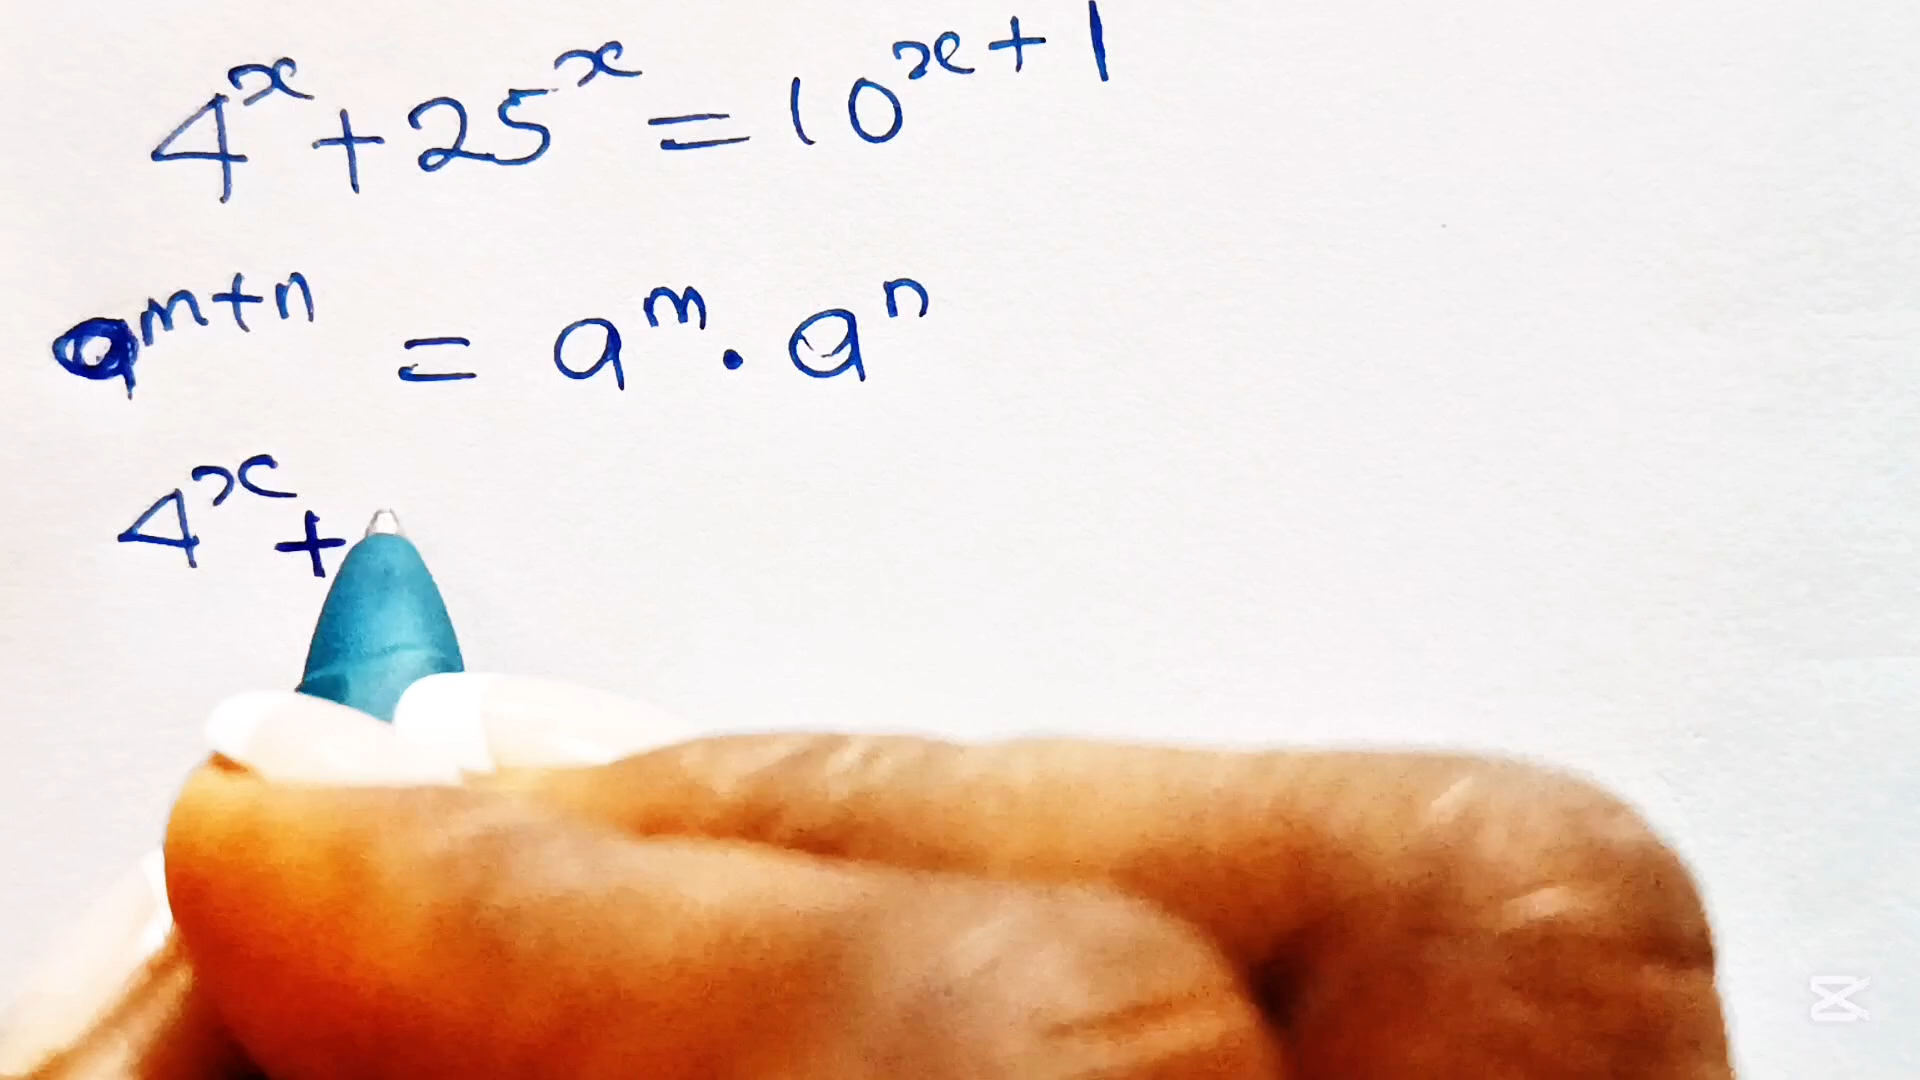 4^x + 25^x = 10^{x+1}
a^{m+n} = a^m · a^n
4^x +